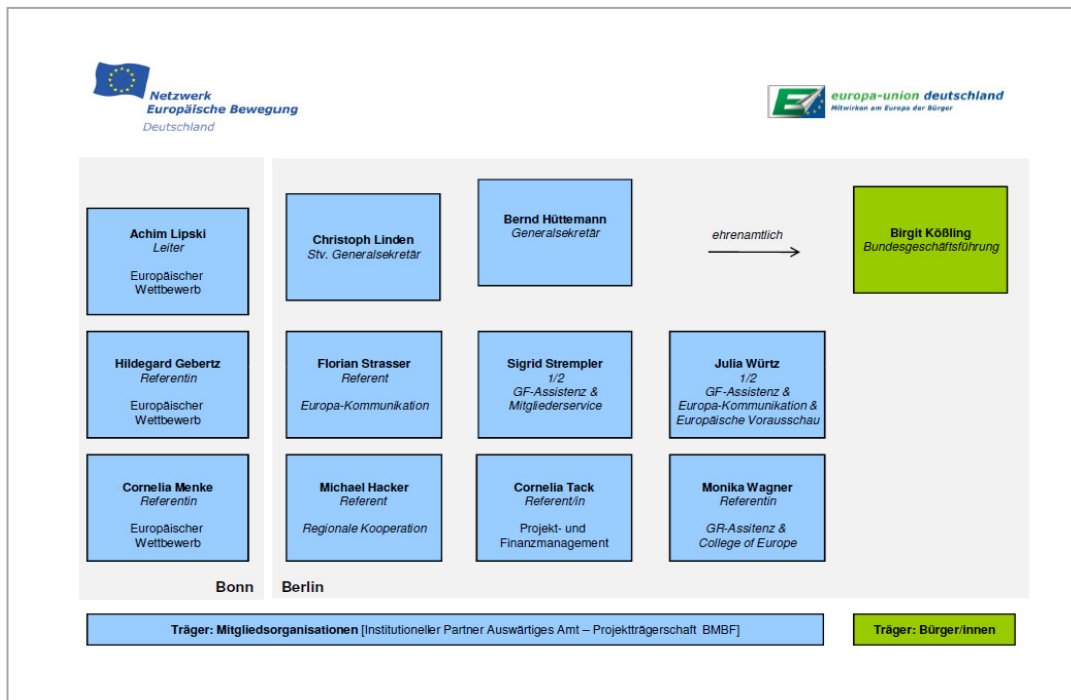 Netzwerk
Europäische Bewegung
Deutschland
europa-union deutschland
Mitwirken am Europa der Bürger
Achim Lipski
Leiter
Europäischer
Wettbewerb
Christoph Linden
Stv. Generalsekretär
Bernd Hüttemann
Generalsekretär
ehrenamtlich
Birgit Kößling
Bundesgeschäftsführung
Hildegard Gebertz
Referentin
Europäischer
Wettbewerb
Florian Strasser
Referent
Europa-Kommunikation
Sigrid Strempler
1/2
GF-Assistenz &
Mitgliederservice
Julia Würtz
1/2
GF-Assistenz &
Europa-Kommunikation &
Europäische Vorausschau
Cornelia Menke
Referentin
Europäischer
Wettbewerb
Michael Hacker
Referent
Regionale Kooperation
Cornelia Tack
Referent/in
Projekt- und
Finanzmanagement
Monika Wagner
Referentin
GR-Assitenz &
College of Europe
Bonn
Berlin
Träger: Mitgliedsorganisationen [Institutioneller Partner Auswärtiges Amt – Projektträgerschaft BMBF]
Träger: Bürger/innen